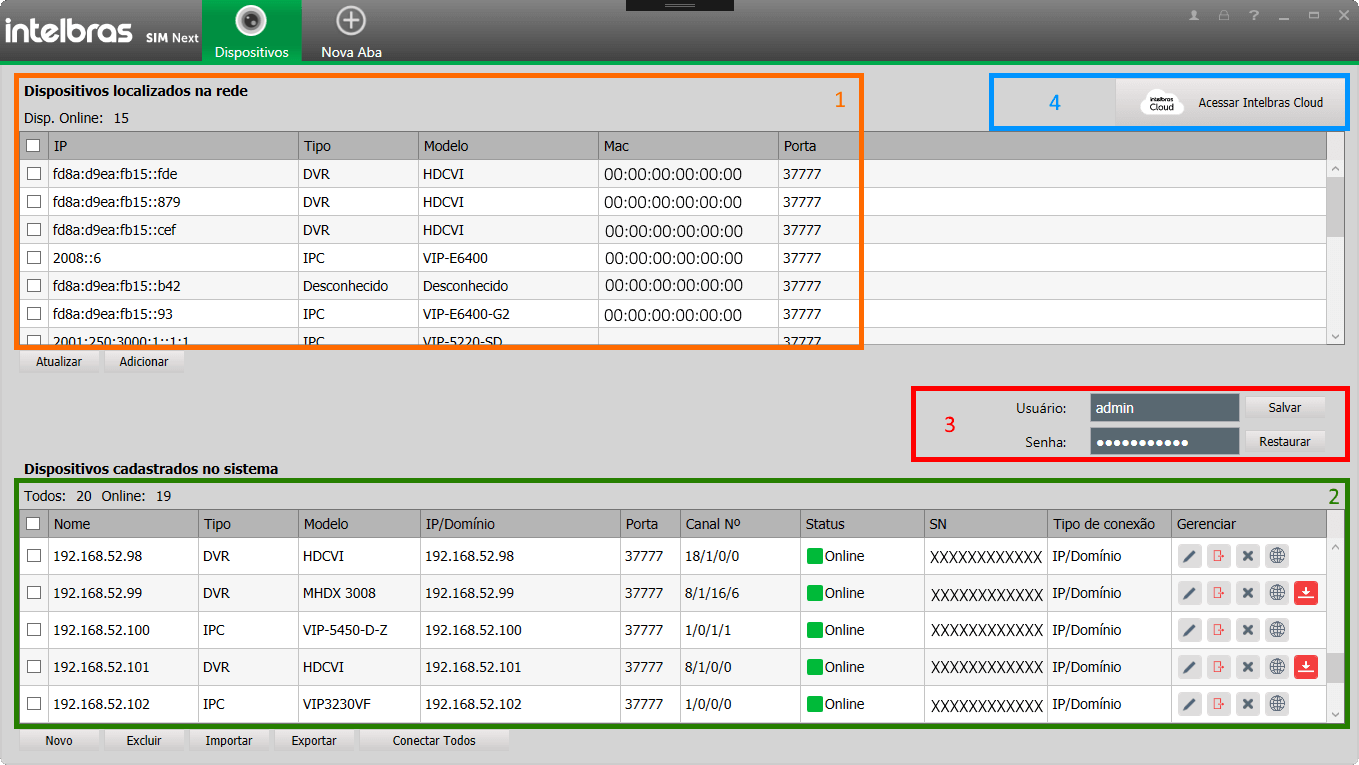 intelbras SIM Next Dispositivos Nova Aba ?
Dispositivos localizados na rede 1
Disp. Online: 15
4 intelbras Cloud Acessar Intelbras Cloud
IP Tipo Modelo Mac Porta
fd8a:d9ea:fb15::fde DVR HDCVI 00:00:00:00:00:00 37777
fd8a:d9ea:fb15::879 DVR HDCVI 00:00:00:00:00:00 37777
fd8a:d9ea:fb15::cef DVR HDCVI 00:00:00:00:00:00 37777
2008::6 IPC VIP-E6400 00:00:00:00:00:00 37777
fd8a:d9ea:fb15::b42 Desconhecido Desconhecido 00:00:00:00:00:00 37777
fd8a:d9ea:fb15::93 IPC VIP-E6400-G2 00:00:00:00:00:00 37777
2001:250:3000:1::1:1 IPC VIP-5220-SD 37777
Atualizar Adicionar
3 Usuário: admin Salvar
Senha: ●●●●●●●●●●● Restaurar
Dispositivos cadastrados no sistema
Todos: 20 Online: 19 2
Nome Tipo Modelo IP/Domínio Porta Canal Nº Status SN Tipo de conexão Gerenciar
192.168.52.98 DVR HDCVI 192.168.52.98 37777 18/1/0/0 Online XXXXXXXXXXXX IP/Domínio
192.168.52.99 DVR MHDX 3008 192.168.52.99 37777 8/1/16/6 Online XXXXXXXXXXXX IP/Domínio
192.168.52.100 IPC VIP-5450-D-Z 192.168.52.100 37777 1/0/1/1 Online XXXXXXXXXXXX IP/Domínio
192.168.52.101 DVR HDCVI 192.168.52.101 37777 8/1/0/0 Online XXXXXXXXXXXX IP/Domínio
192.168.52.102 IPC VIP3230VF 192.168.52.102 37777 1/0/0/0 Online XXXXXXXXXXXX IP/Domínio
Novo Excluir Importar Exportar Conectar Todos